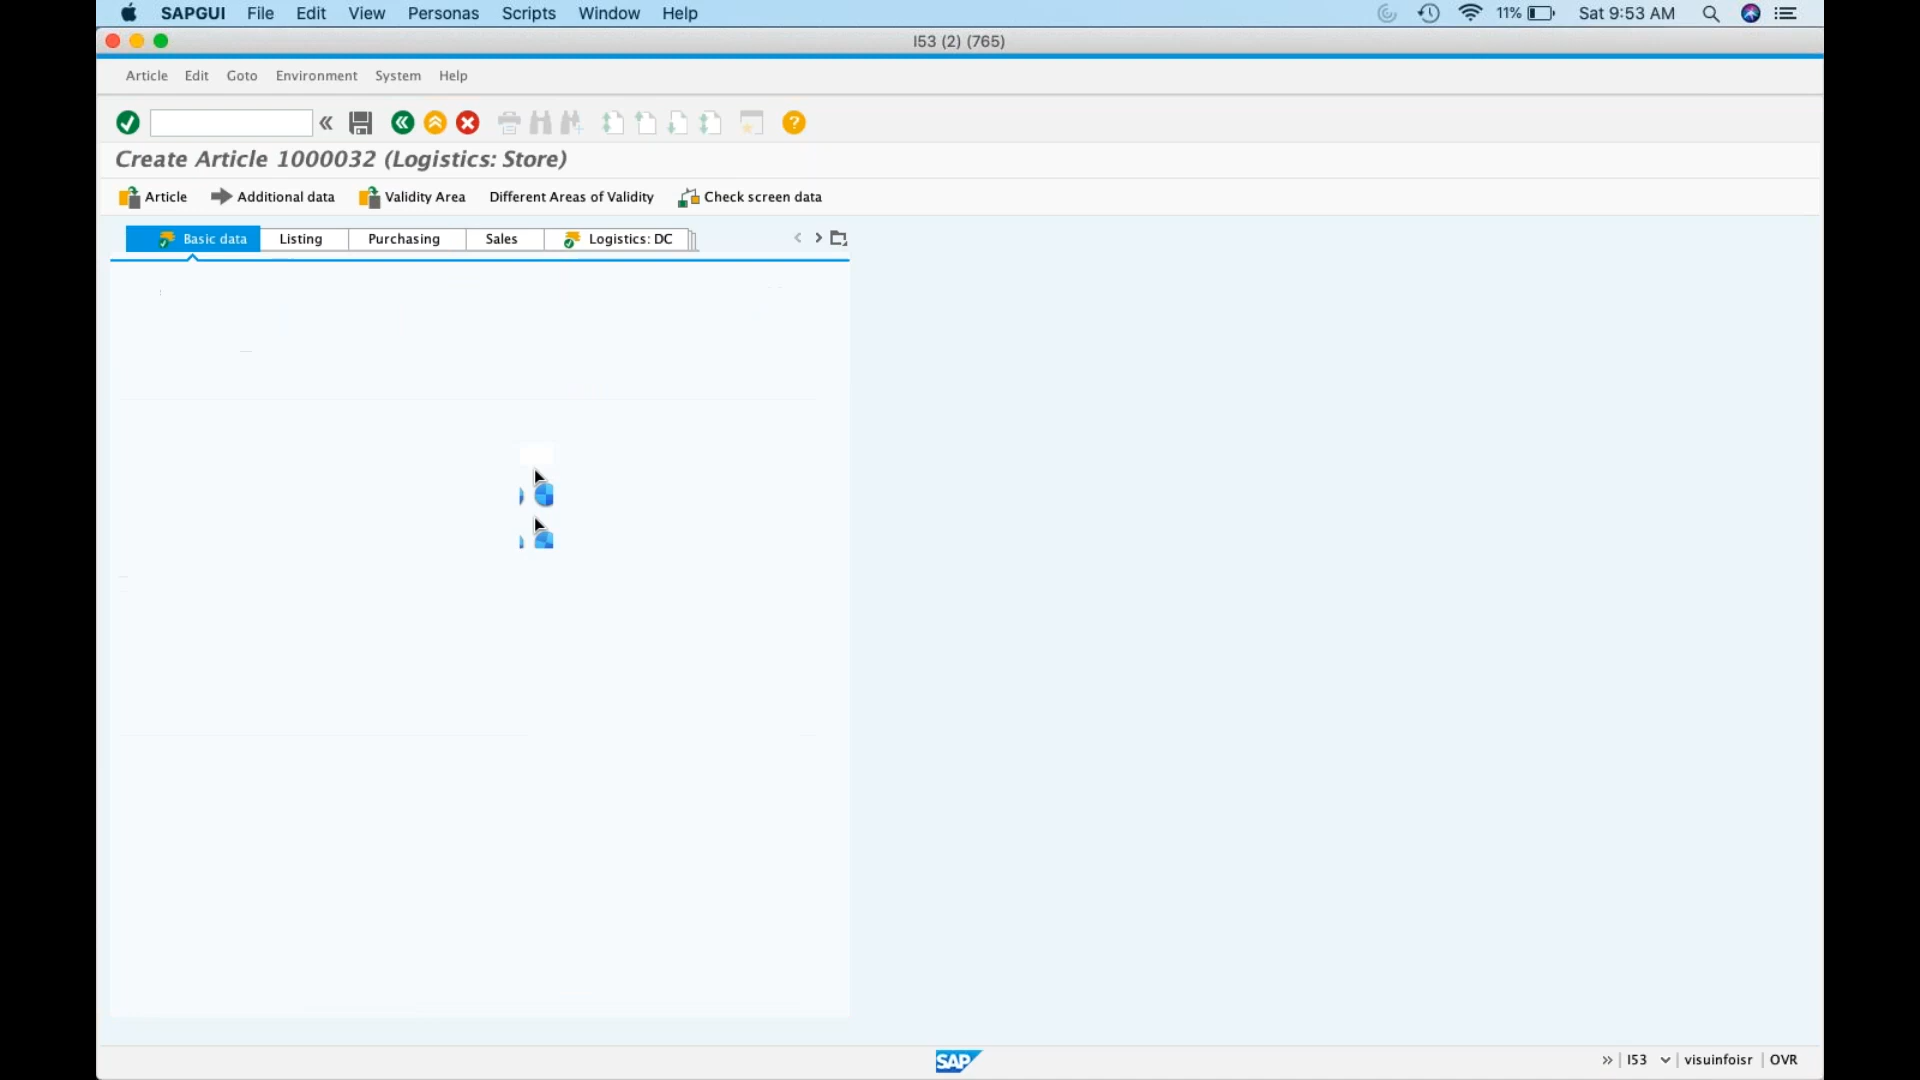 SAPGUI File Edit View Personas Scripts Window Help 11% Sat 9:53 AM
I53 (2) (765)
Article Edit Goto Environment System Help
Create Article 1000032 (Logistics: Store)
Article Additional data Validity Area Different Areas of Validity Check screen data
Basic data Listing Purchasing Sales Logistics: DC
SAP I53 visuinfoisr OVR